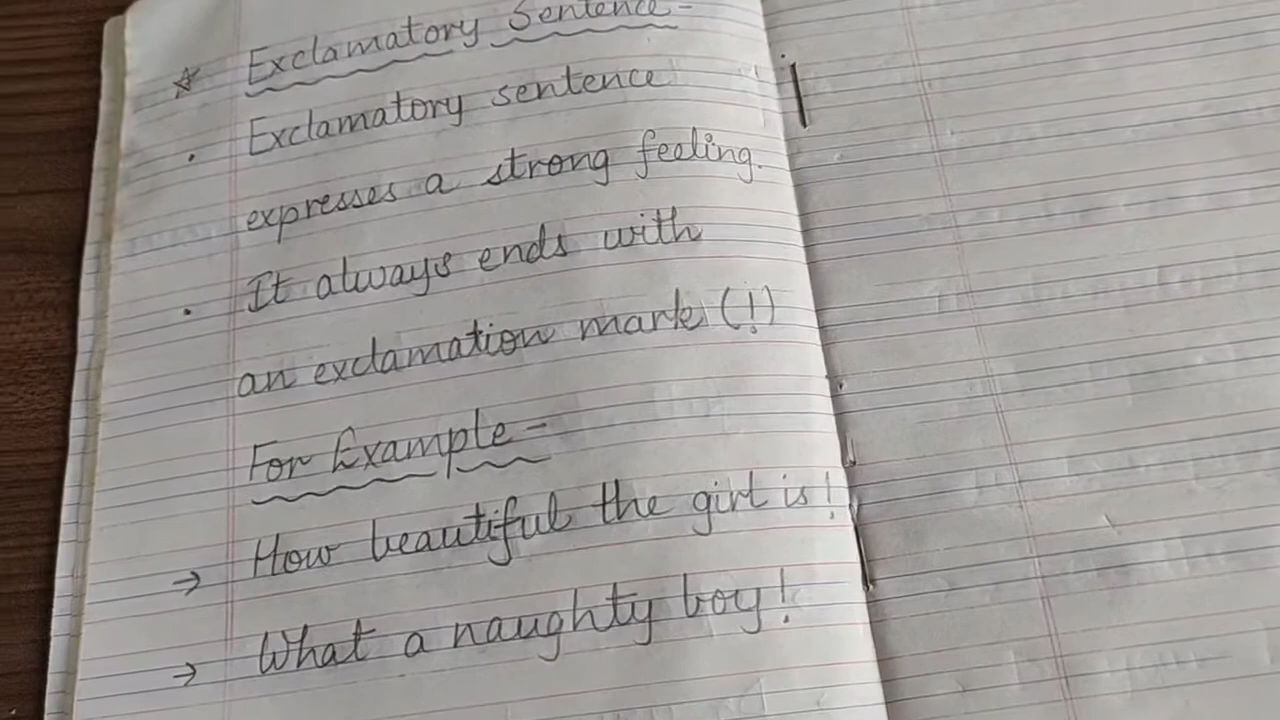 ☆ Exclamatory Sentence-
. Exclamatory sentence
expresses a strong feeling.
. It always ends with
an exclamation mark (!)
For Example-
→ How beautiful the girl is!
→ What a naughty boy!